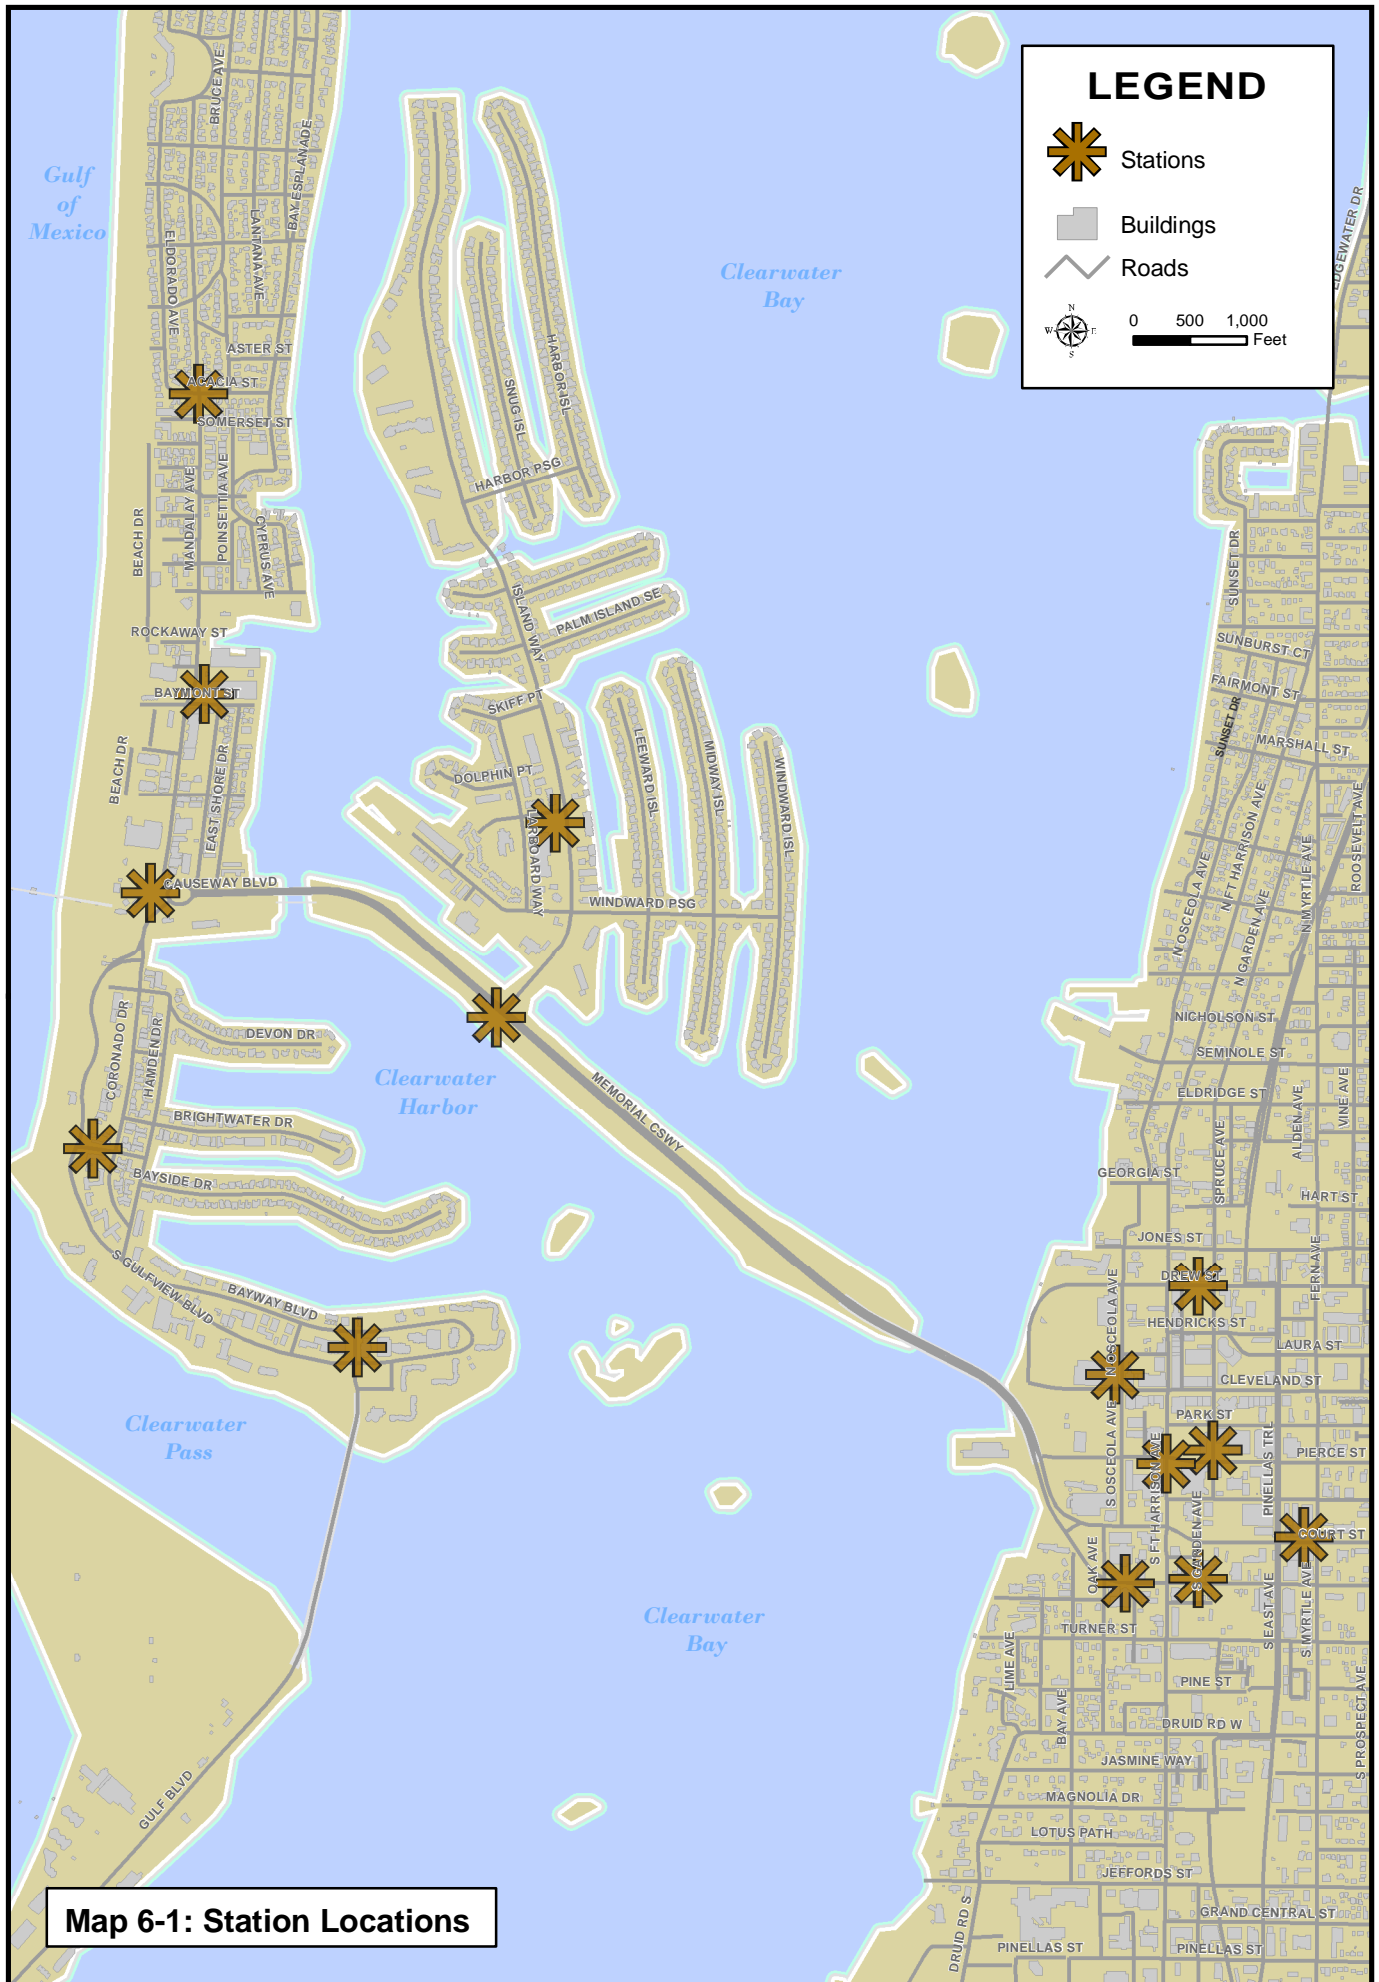 LEGEND
Stations
Buildings
Roads
N
W
E
S
0 500 1,000
Feet
Gulf
of
Mexico
Clearwater
Bay
BRUCE AVE
BAY ESPLANADE
LANTANA AVE
ELDORADO AVE
ASTER ST
ACACIA ST
SOMERSET ST
MANDALAY AVE
POINSETTIA AVE
BEACH DR
CYPRUS AVE
ROCKAWAY ST
BAYMONT ST
BEACH DR
EAST SHORE DR
CAUSEWAY BLVD
HARBOR ISL
SNUG ISL
HARBOR PSG
ISLAND WAY
PALM ISLAND SE
SKIFF PT
DOLPHIN PT
LARBOARD WAY
LEEWARD ISL
MIDWAY ISL
WINDWARD ISL
WINDWARD PSG
EDGEWATER DR
SUNSET DR
SUNBURST CT
FAIRMONT ST
SUNSET DR
MARSHALL ST
ROOSEVELT AVE
N FT HARRISON AVE
N OSCEOLA AVE
N GARDEN AVE
N MYRTLE AVE
NICHOLSON ST
SEMINOLE ST
ELDRIDGE ST
ALDEN AVE
VINE AVE
SPRUCE AVE
GEORGIA ST
HART ST
JONES ST
DREW ST
FERN AVE
N OSCEOLA AVE
HENDRICKS ST
LAURA ST
CLEVELAND ST
PARK ST
PIERCE ST
S OSCEOLA AVE
S FT HARRISON AVE
PINELLAS TRL
S GARDEN AVE
COURT ST
OAK AVE
S EAST AVE
S MYRTLE AVE
TURNER ST
LIME AVE
PINE ST
BAY AVE
DRUID RD W
S PROSPECT AVE
JASMINE WAY
MAGNOLIA DR
LOTUS PATH
JEFFORDS ST
GRAND CENTRAL ST
DRUID RD S
PINELLAS ST
PINELLAS ST
CORONADO DR
HAMDEN DR
DEVON DR
Clearwater
Harbor
MEMORIAL CSWY
BRIGHTWATER DR
BAYSIDE DR
S GULFVIEW BLVD
BAYWAY BLVD
Clearwater
Pass
Clearwater
Bay
GULF BLVD
Map 6-1: Station Locations